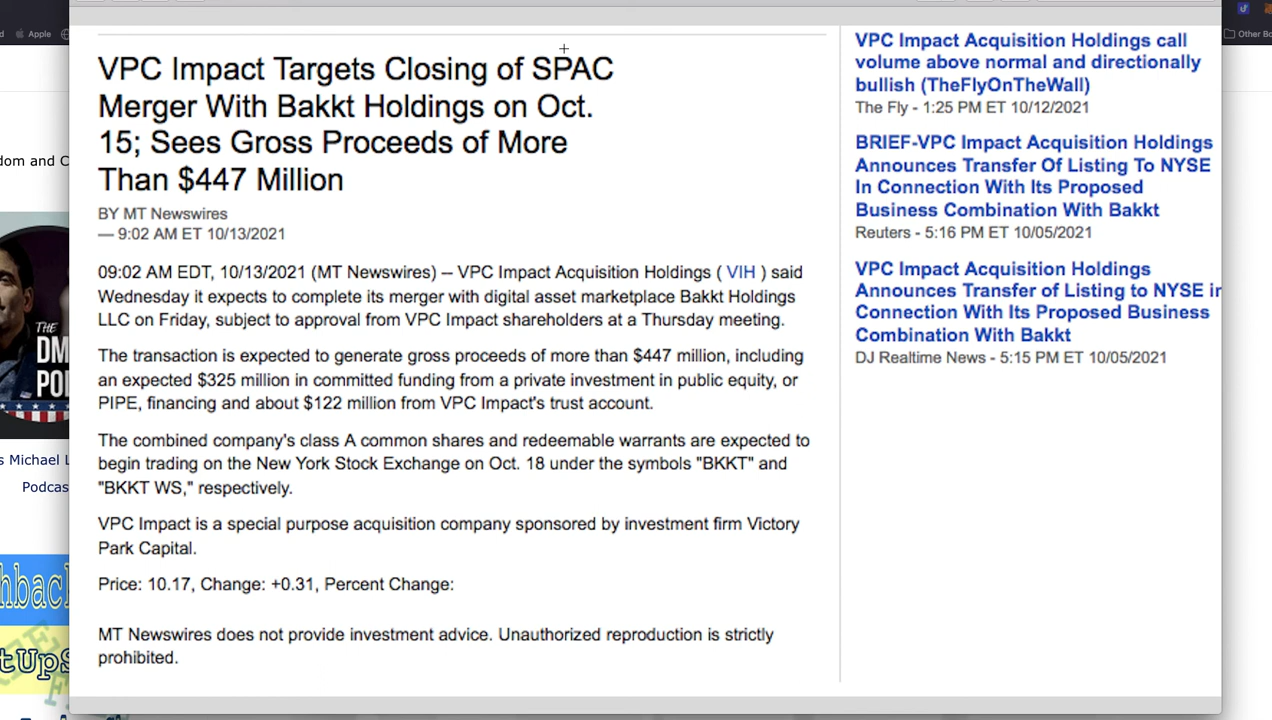 Apple
Other Bo
VPC Impact Targets Closing of SPAC
Merger With Bakkt Holdings on Oct.
15; Sees Gross Proceeds of More
Than $447 Million
BY MT Newswires
— 9:02 AM ET 10/13/2021
09:02 AM EDT, 10/13/2021 (MT Newswires) -- VPC Impact Acquisition Holdings ( VIH ) said
Wednesday it expects to complete its merger with digital asset marketplace Bakkt Holdings
LLC on Friday, subject to approval from VPC Impact shareholders at a Thursday meeting.
The transaction is expected to generate gross proceeds of more than $447 million, including
an expected $325 million in committed funding from a private investment in public equity, or
PIPE, financing and about $122 million from VPC Impact's trust account.
The combined company's class A common shares and redeemable warrants are expected to
begin trading on the New York Stock Exchange on Oct. 18 under the symbols "BKKT" and
"BKKT WS," respectively.
VPC Impact is a special purpose acquisition company sponsored by investment firm Victory
Park Capital.
Price: 10.17, Change: +0.31, Percent Change:
MT Newswires does not provide investment advice. Unauthorized reproduction is strictly
prohibited.
VPC Impact Acquisition Holdings call
volume above normal and directionally
bullish (TheFlyOnTheWall)
The Fly - 1:25 PM ET 10/12/2021
BRIEF-VPC Impact Acquisition Holdings
Announces Transfer Of Listing To NYSE
In Connection With Its Proposed
Business Combination With Bakkt
Reuters - 5:16 PM ET 10/05/2021
VPC Impact Acquisition Holdings
Announces Transfer of Listing to NYSE in
Connection With Its Proposed Business
Combination With Bakkt
DJ Realtime News - 5:15 PM ET 10/05/2021
dom and C
THE
DM
PO
s Michael L
Podcas
hback
tUpS